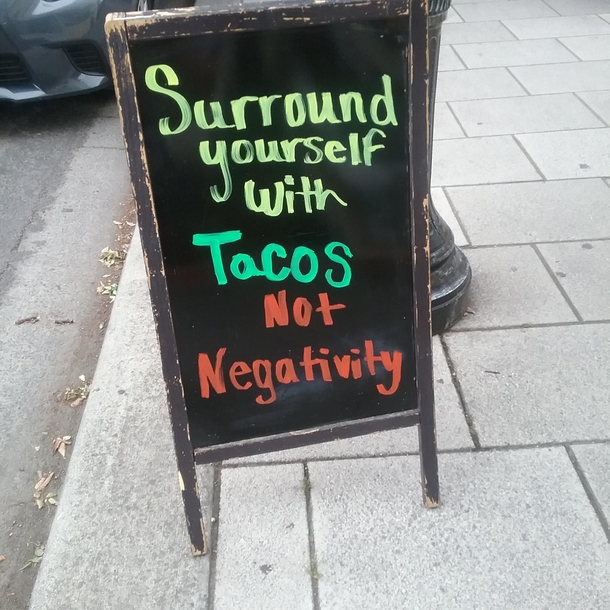 Surround
yourself
with
Tacos
Not
Negativity